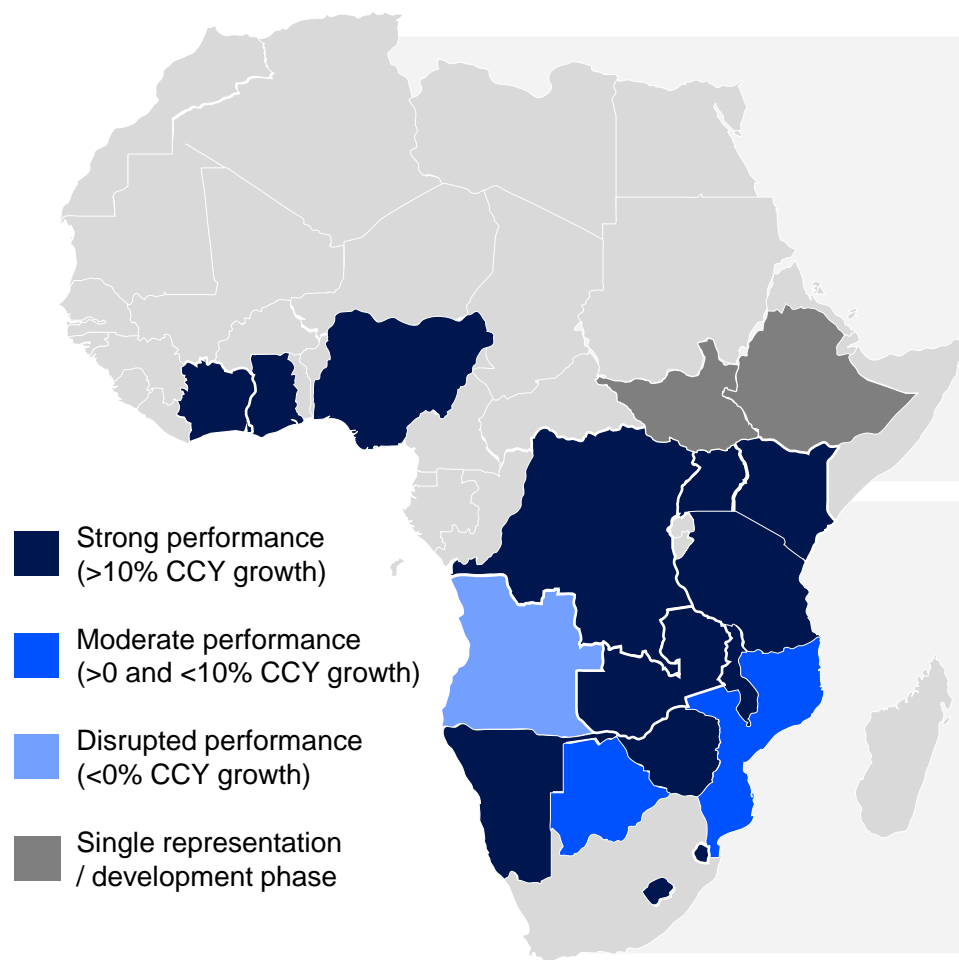 Strong performance
(>10% CCY growth)
Moderate performance
(>0 and <10% CCY growth)
Disrupted performance
(<0% CCY growth)
Single representation
/ development phase